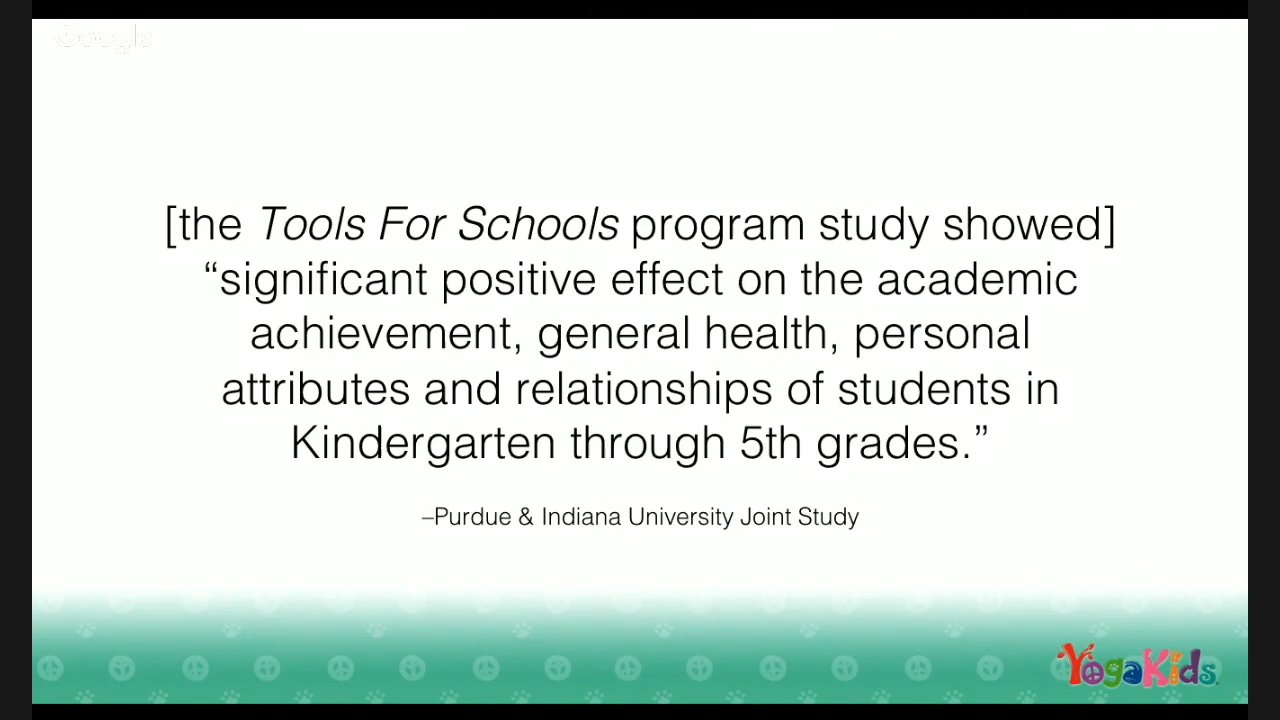 Google
[the Tools For Schools program study showed]
“significant positive effect on the academic
achievement, general health, personal
attributes and relationships of students in
Kindergarten through 5th grades.”
–Purdue & Indiana University Joint Study
YogaKids